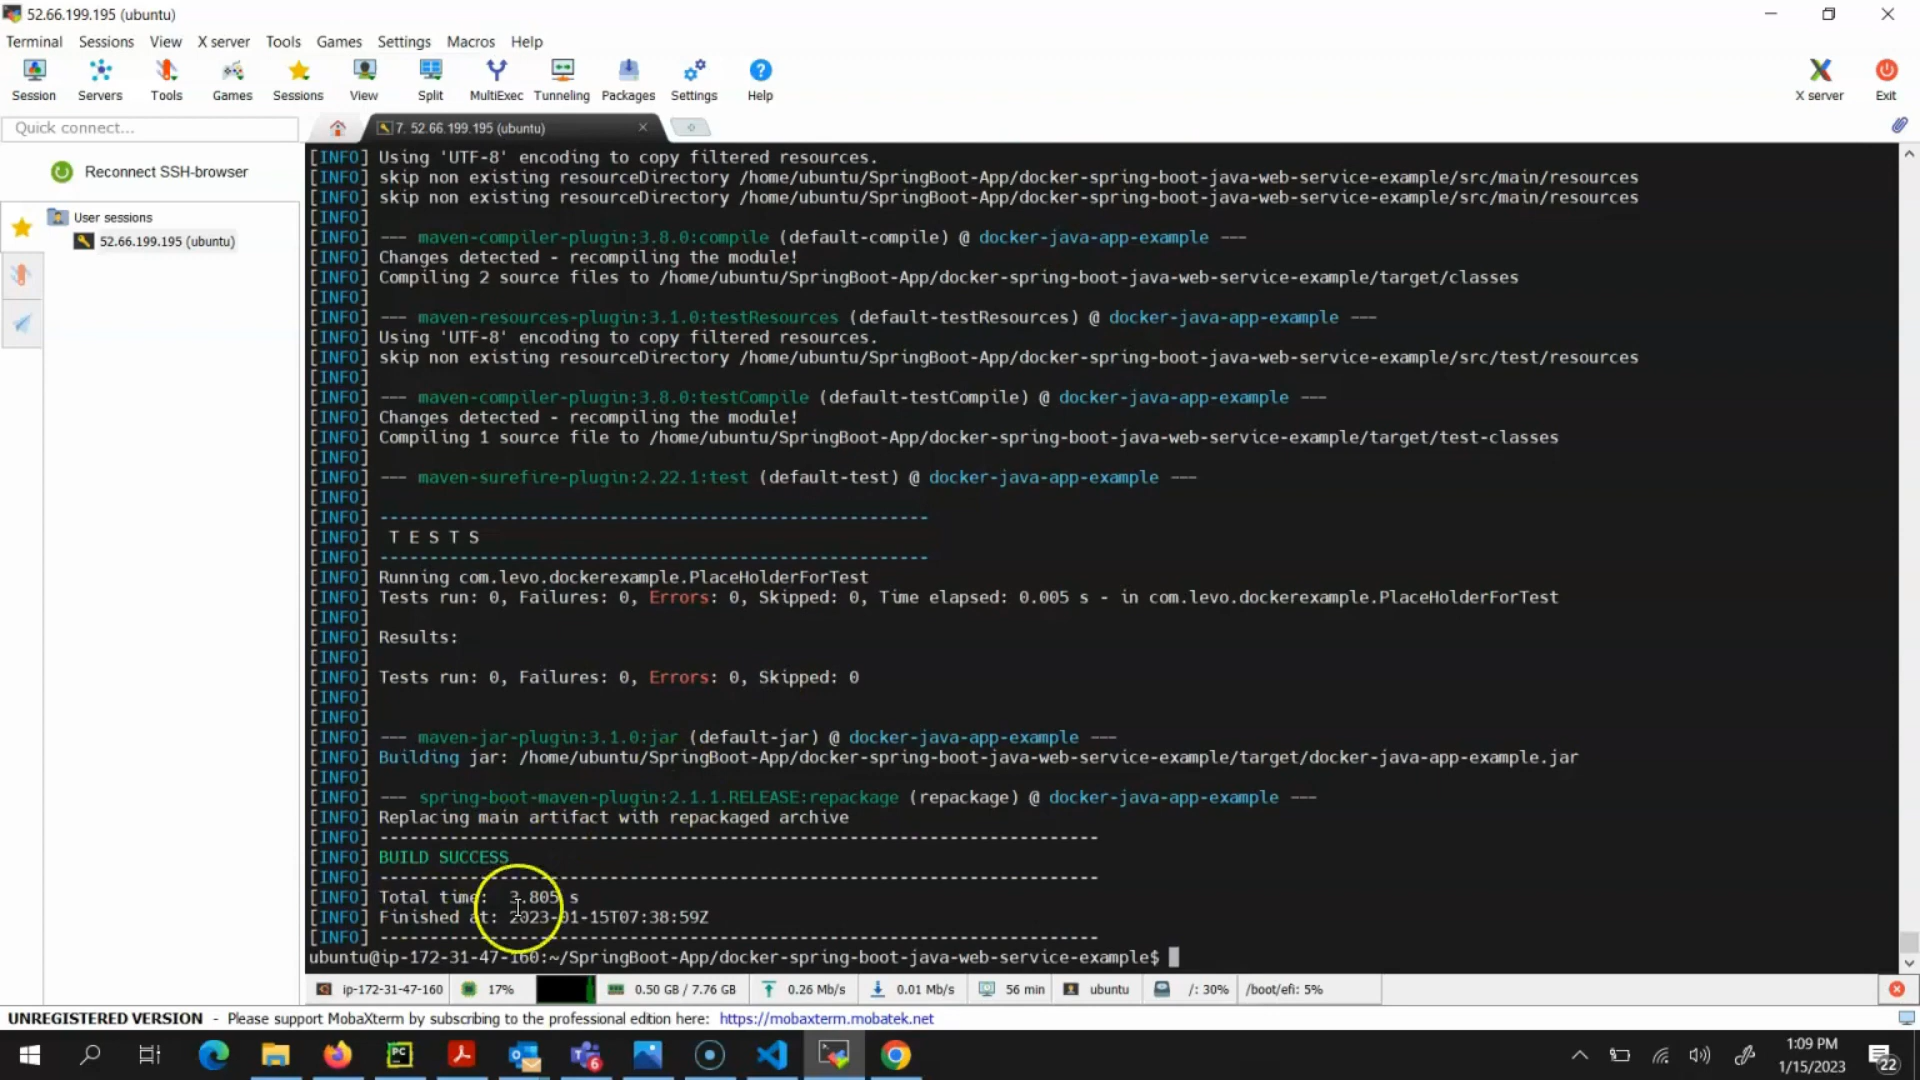 52.66.199.195 (ubuntu)
Terminal Sessions View X server Tools Games Settings Macros Help
Session Servers Tools Games Sessions View Split MultiExec Tunneling Packages Settings Help X server Exit
Quick connect...
7. 52.66.199.195 (ubuntu)
Reconnect SSH-browser
User sessions
52.66.199.195 (ubuntu)
[INFO] Using 'UTF-8' encoding to copy filtered resources.
[INFO] skip non existing resourceDirectory /home/ubuntu/SpringBoot-App/docker-spring-boot-java-web-service-example/src/main/resources
[INFO] skip non existing resourceDirectory /home/ubuntu/SpringBoot-App/docker-spring-boot-java-web-service-example/src/main/resources
[INFO]
[INFO] --- maven-compiler-plugin:3.8.0:compile (default-compile) @ docker-java-app-example ---
[INFO] Changes detected - recompiling the module!
[INFO] Compiling 2 source files to /home/ubuntu/SpringBoot-App/docker-spring-boot-java-web-service-example/target/classes
[INFO]
[INFO] --- maven-resources-plugin:3.1.0:testResources (default-testResources) @ docker-java-app-example ---
[INFO] Using 'UTF-8' encoding to copy filtered resources.
[INFO] skip non existing resourceDirectory /home/ubuntu/SpringBoot-App/docker-spring-boot-java-web-service-example/src/test/resources
[INFO]
[INFO] --- maven-compiler-plugin:3.8.0:testCompile (default-testCompile) @ docker-java-app-example ---
[INFO] Changes detected - recompiling the module!
[INFO] Compiling 1 source file to /home/ubuntu/SpringBoot-App/docker-spring-boot-java-web-service-example/target/test-classes
[INFO]
[INFO] --- maven-surefire-plugin:2.22.1:test (default-test) @ docker-java-app-example ---
[INFO]
[INFO] -------------------------------------------------------
[INFO] T E S T S
[INFO] -------------------------------------------------------
[INFO] Running com.levo.dockerexample.PlaceHolderForTest
[INFO] Tests run: 0, Failures: 0, Errors: 0, Skipped: 0, Time elapsed: 0.005 s - in com.levo.dockerexample.PlaceHolderForTest
[INFO]
[INFO] Results:
[INFO]
[INFO] Tests run: 0, Failures: 0, Errors: 0, Skipped: 0
[INFO]
[INFO]
[INFO] --- maven-jar-plugin:3.1.0:jar (default-jar) @ docker-java-app-example ---
[INFO] Building jar: /home/ubuntu/SpringBoot-App/docker-spring-boot-java-web-service-example/target/docker-java-app-example.jar
[INFO]
[INFO] --- spring-boot-maven-plugin:2.1.1.RELEASE:repackage (repackage) @ docker-java-app-example ---
[INFO] Replacing main artifact with repackaged archive
[INFO] ------------------------------------------------------------------------
[INFO] BUILD SUCCESS
[INFO] ------------------------------------------------------------------------
[INFO] Total time:  3.805 s
[INFO] Finished at: 2023-01-15T07:38:59Z
[INFO] ------------------------------------------------------------------------
ubuntu@ip-172-31-47-160:~/SpringBoot-App/docker-spring-boot-java-web-service-example$
ip-172-31-47-160 17% 0.50 GB / 7.76 GB 0.26 Mb/s 0.01 Mb/s 56 min ubuntu /: 30% /boot/efi: 5%
UNREGISTERED VERSION - Please support MobaXterm by subscribing to the professional edition here: https://mobaxterm.mobatek.net
PC 6 1:09 PM
1/15/2023 22